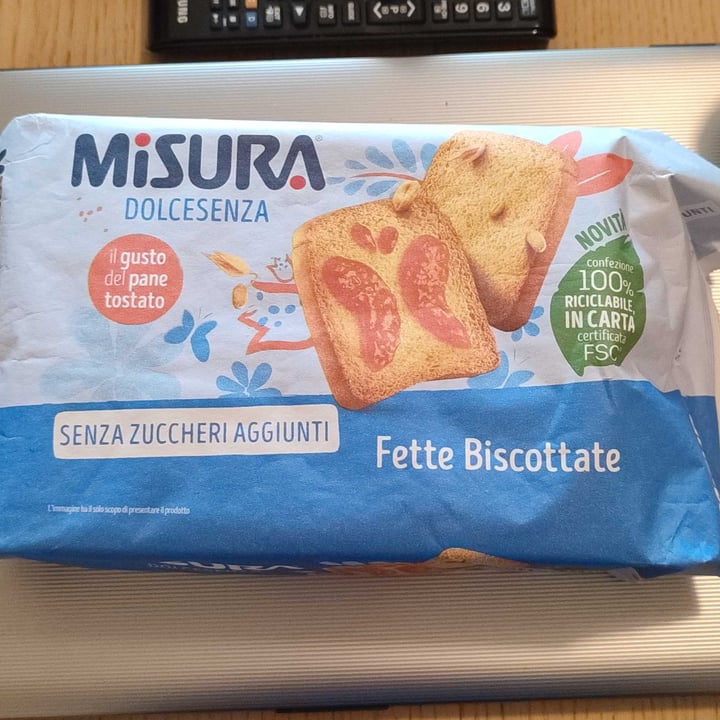 MiSURA
DOLCESENZA
il gusto
del pane
tostato
NOVITÀ
confezione
100%
RICICLABILE
IN CARTA
certificata
FSC
SENZA ZUCCHERI AGGIUNTI
Fette Biscottate
L'immagine ha il solo scopo di presentare il prodotto